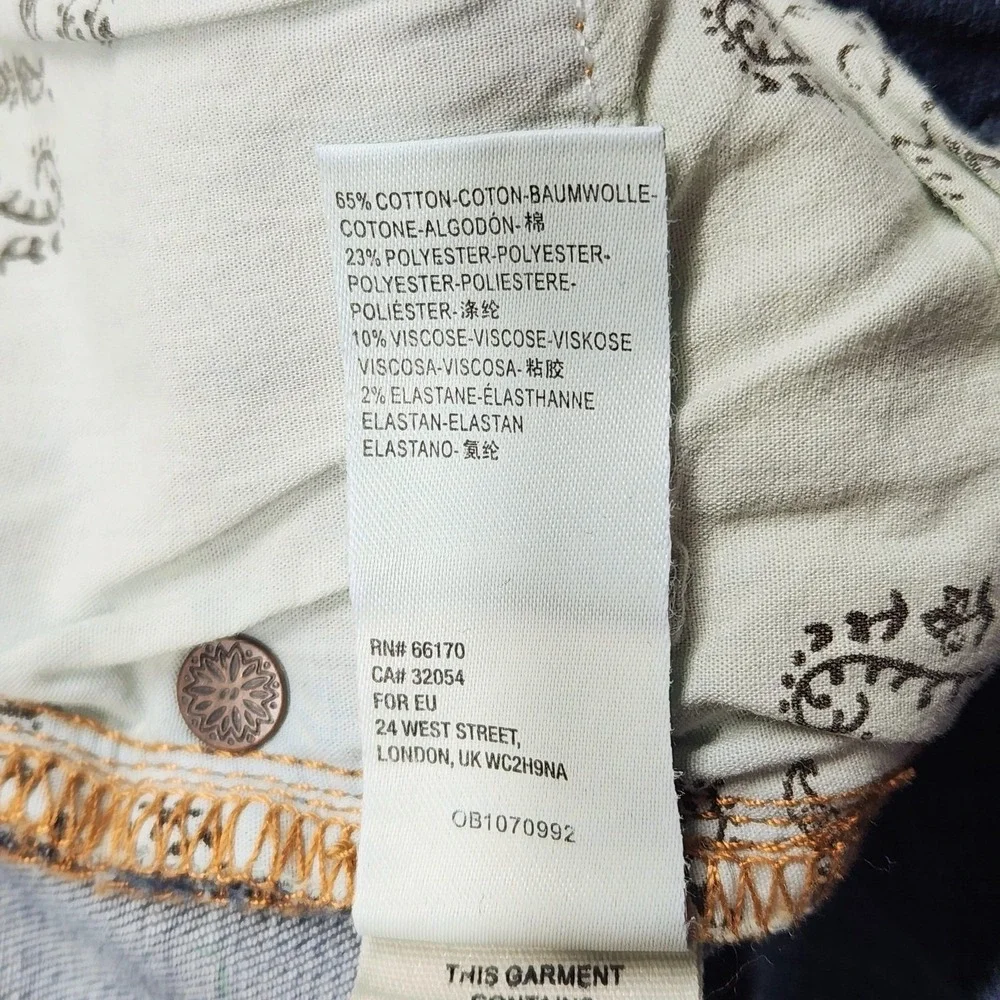 65% COTTON-COTON-BAUMWOLLE-
COTONE-ALGODÓN-棉
23% POLYESTER-POLYESTER-
POLYESTER-POLIESTERE-
POLIÉSTER-涤纶
10% VISCOSE-VISCOSE-VISKOSE
VISCOSA-VISCOSA-粘胶
2% ELASTANE-ÉLASTHANNE
ELASTAN-ELASTAN
ELASTANO-氨纶
RN# 66170
CA# 32054
FOR EU
24 WEST STREET,
LONDON, UK WC2H9NA
OB1070992
THIS GARMENT